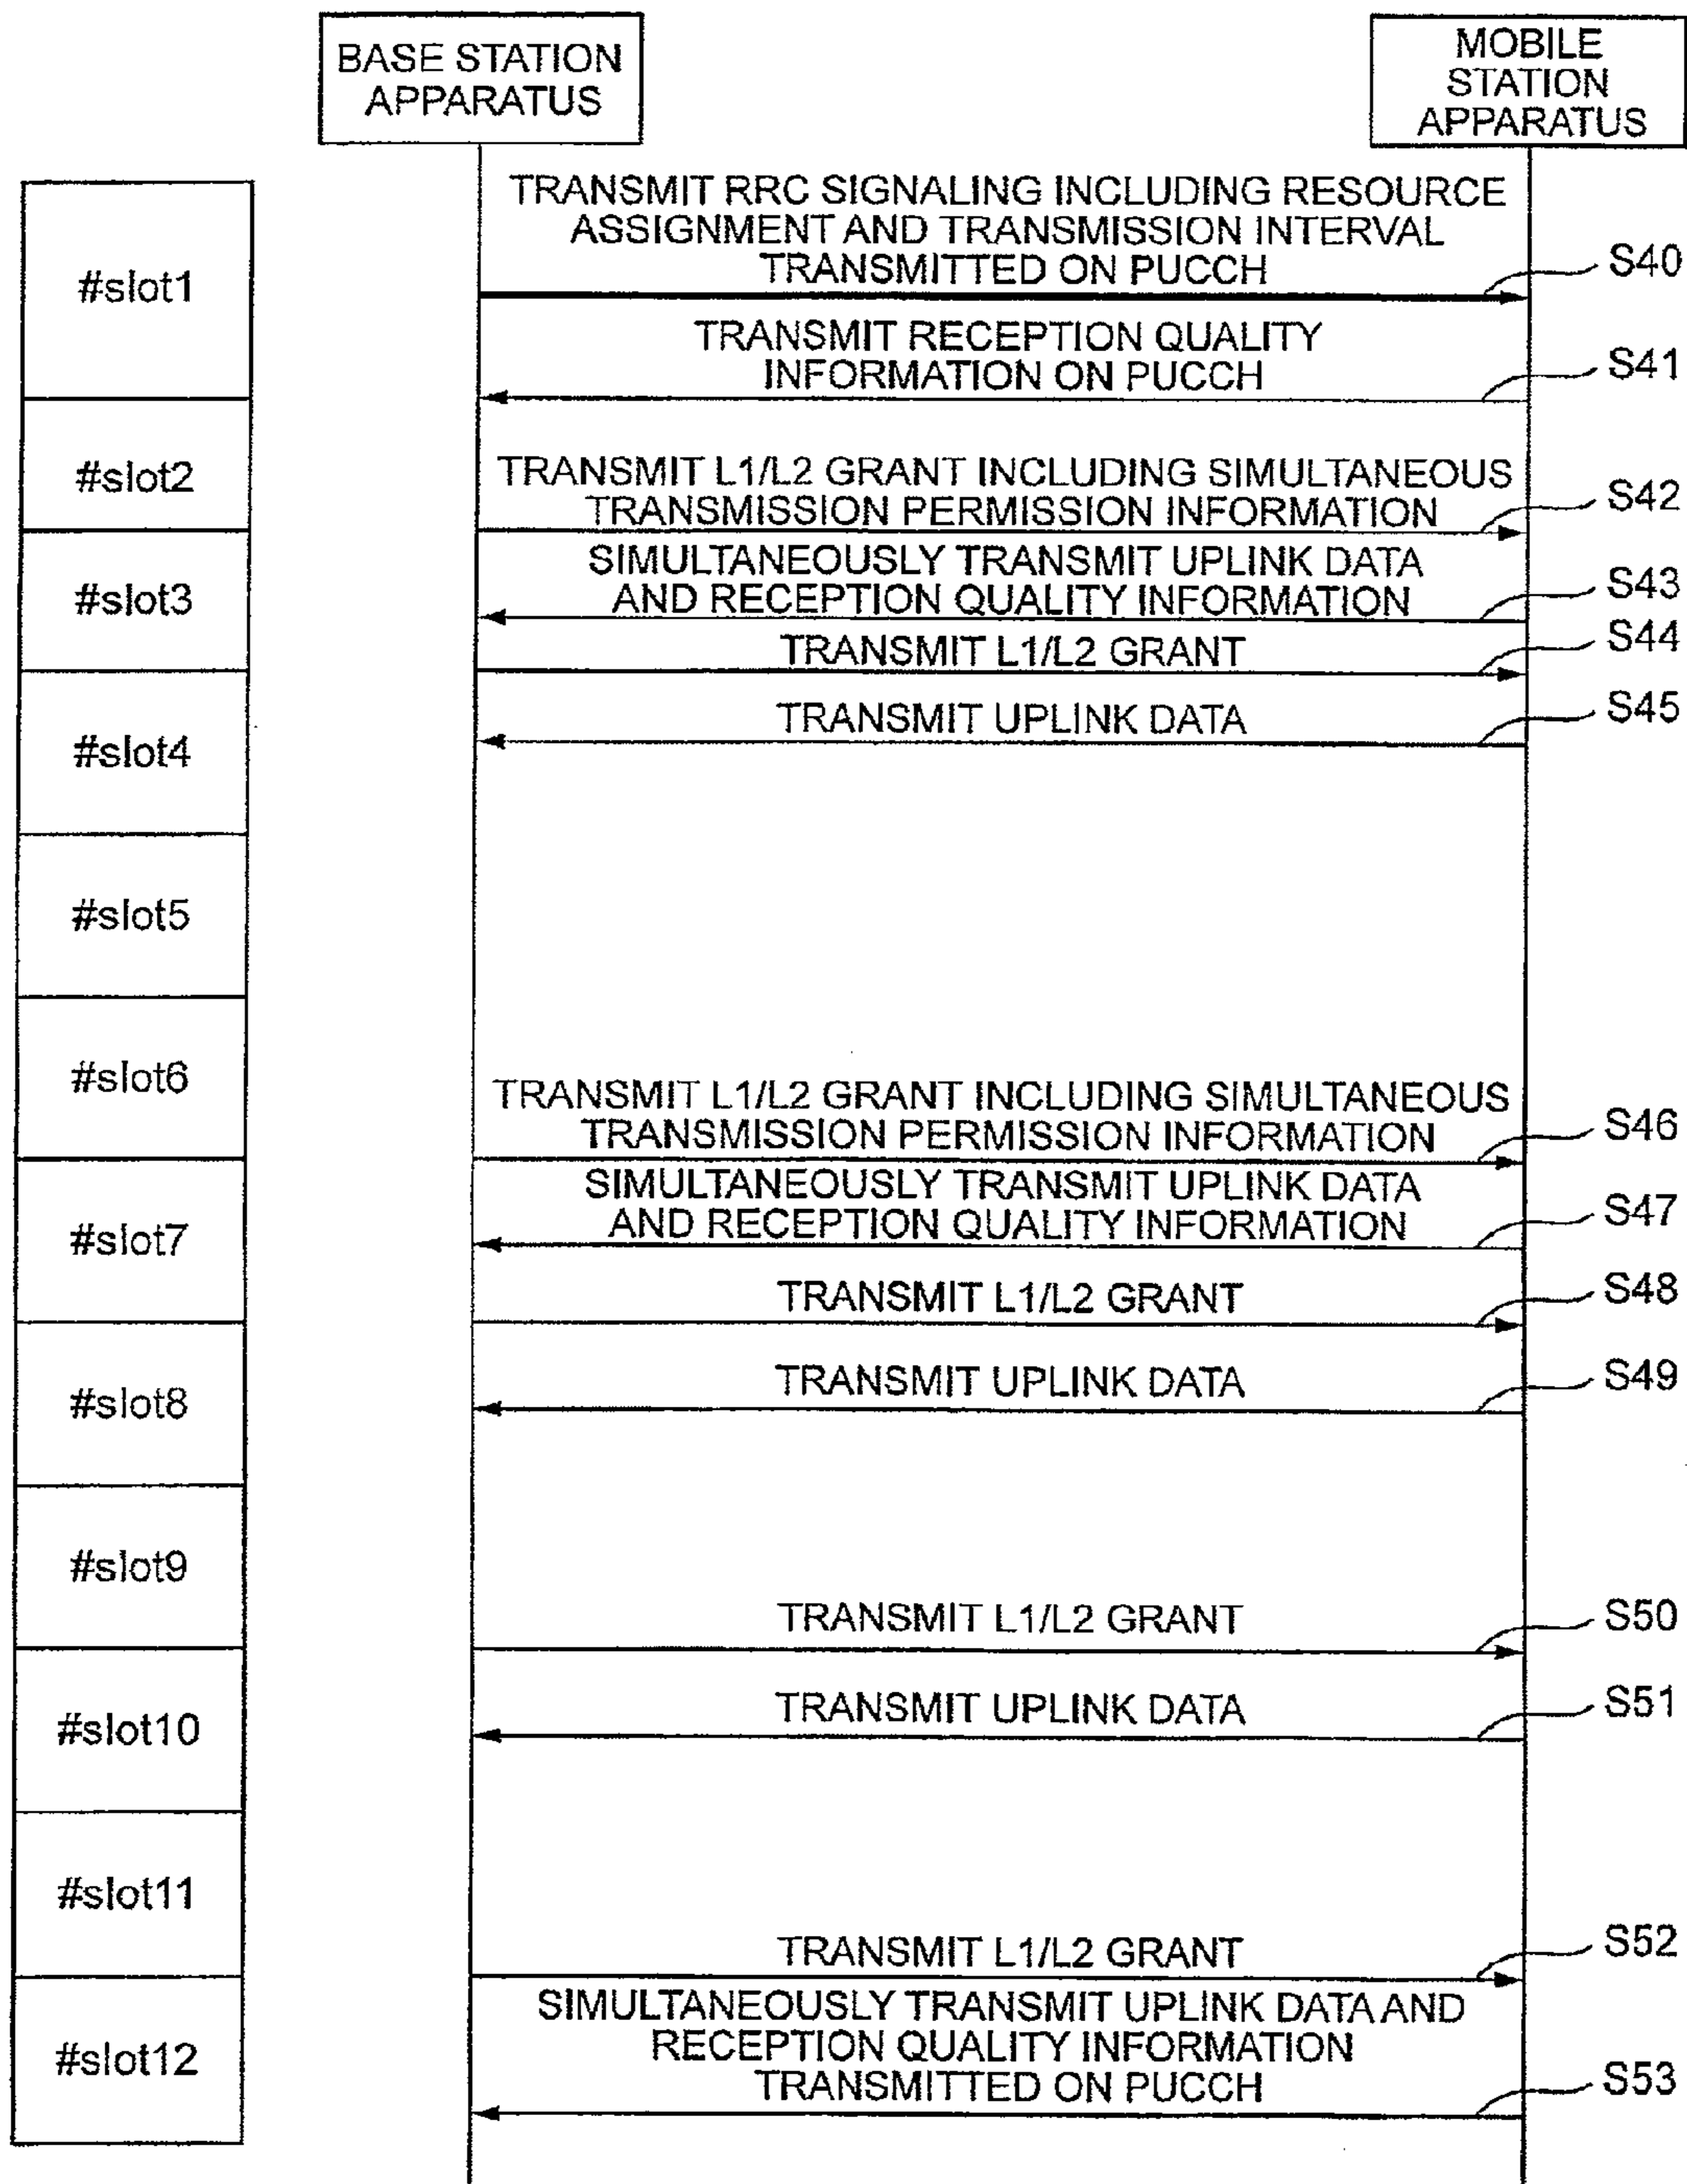 BASE STATION
APPARATUS
MOBILE
STATION
APPARATUS
#slot1
TRANSMIT RRC SIGNALING INCLUDING RESOURCE
ASSIGNMENT AND TRANSMISSION INTERVAL
TRANSMITTED ON PUCCH
S40
TRANSMIT RECEPTION QUALITY
INFORMATION ON PUCCH
S41
#slot2
TRANSMIT L1/L2 GRANT INCLUDING SIMULTANEOUS
TRANSMISSION PERMISSION INFORMATION
S42
#slot3
SIMULTANEOUSLY TRANSMIT UPLINK DATA
AND RECEPTION QUALITY INFORMATION
S43
TRANSMIT L1/L2 GRANT
S44
#slot4
TRANSMIT UPLINK DATA
S45
#slot5
#slot6
TRANSMIT L1/L2 GRANT INCLUDING SIMULTANEOUS
TRANSMISSION PERMISSION INFORMATION
S46
#slot7
SIMULTANEOUSLY TRANSMIT UPLINK DATA
AND RECEPTION QUALITY INFORMATION
S47
TRANSMIT L1/L2 GRANT
S48
#slot8
TRANSMIT UPLINK DATA
S49
#slot9
TRANSMIT L1/L2 GRANT
S50
#slot10
TRANSMIT UPLINK DATA
S51
#slot11
TRANSMIT L1/L2 GRANT
S52
#slot12
SIMULTANEOUSLY TRANSMIT UPLINK DATA AND
RECEPTION QUALITY INFORMATION
TRANSMITTED ON PUCCH
S53